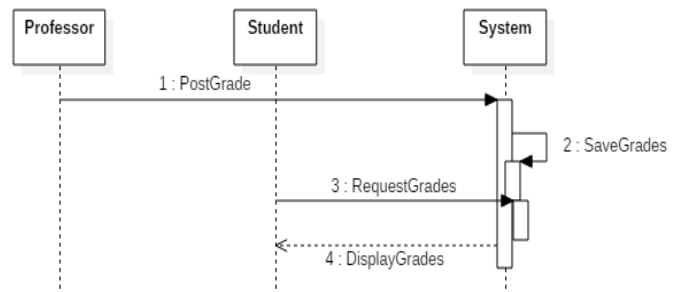 Professor
Student
System
1 : PostGrade
2 : SaveGrades
3 : RequestGrades
4 : DisplayGrades